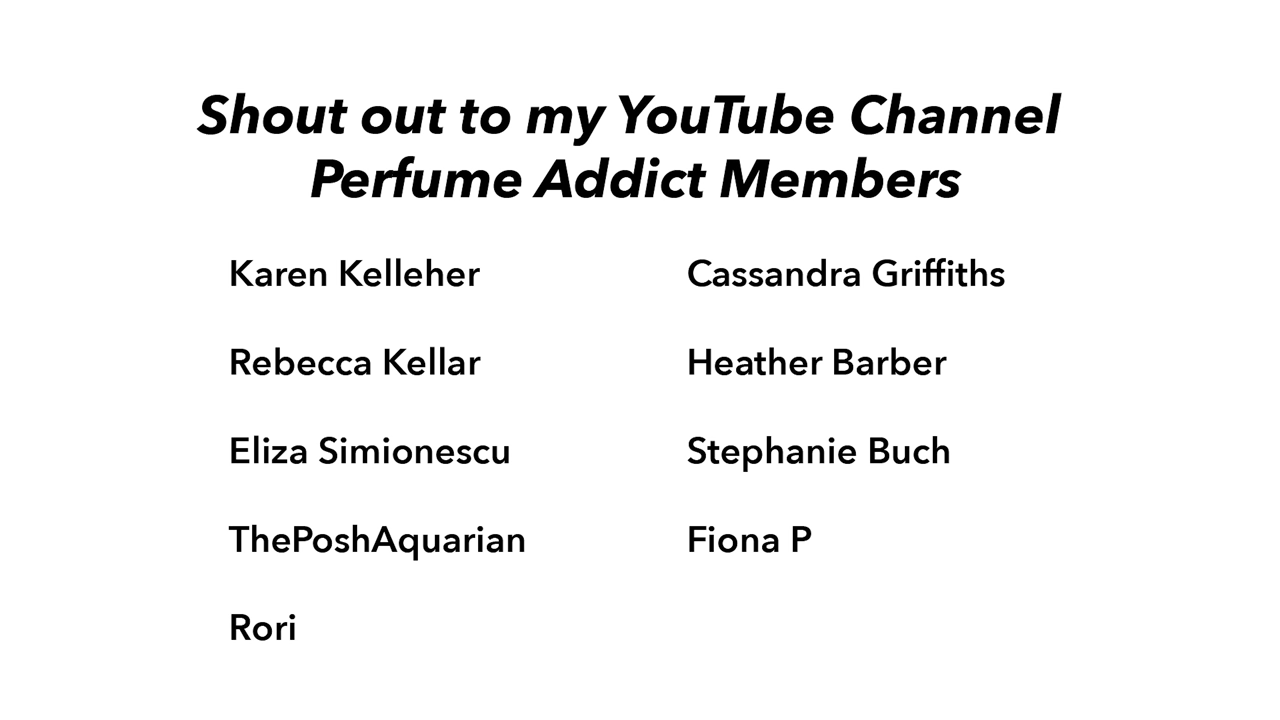 Shout out to my YouTube Channel
Perfume Addict Members
Karen Kelleher
Rebecca Kellar
Eliza Simionescu
ThePoshAquarian
Rori
Cassandra Griffiths
Heather Barber
Stephanie Buch
Fiona P